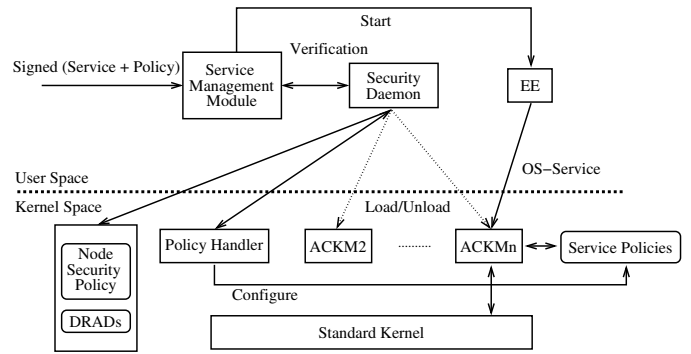 Start
Verification
Signed (Service + Policy)
Service
Management
Module
Security
Daemon
EE
OS-Service
User Space
Kernel Space
Load/Unload
Node
Security
Policy
DRADs
Policy Handler
ACKM2
..........
ACKMn
Service Policies
Configure
Standard Kernel